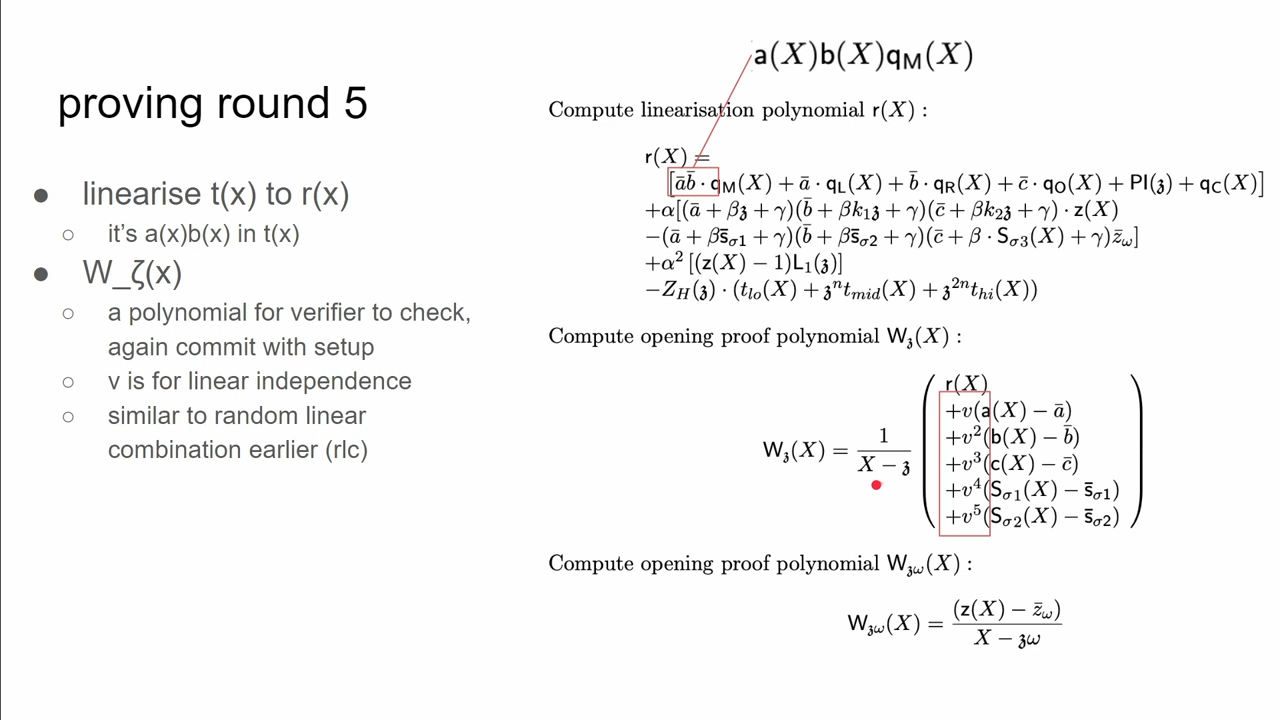 proving round 5
● linearise t(x) to r(x)
○ it's a(x)b(x) in t(x)
● W_ζ(x)
○ a polynomial for verifier to check,
again commit with setup
○ v is for linear independence
○ similar to random linear
combination earlier (rlc)
a(X)b(X)q_M(X)
Compute linearisation polynomial r(X) :
r(X) =
[āb̄ · q_M(X) + ā · q_L(X) + b̄ · q_R(X) + c̄ · q_O(X) + PI(𝔷) + q_C(X)]
+α[(ā + β𝔷 + γ)(b̄ + βk₁𝔷 + γ)(c̄ + βk₂𝔷 + γ) · z(X)
−(ā + βs̄_σ1 + γ)(b̄ + βs̄_σ2 + γ)(c̄ + β · S_σ3(X) + γ)z̄_ω]
+α² [(z(X) − 1)L₁(𝔷)]
−Z_H(𝔷) · (t_lo(X) + 𝔷ⁿt_mid(X) + 𝔷²ⁿt_hi(X))
Compute opening proof polynomial W_𝔷(X) :
W_𝔷(X) = 1 / (X − 𝔷) ( r(X)
+v(a(X) − ā)
+v²(b(X) − b̄)
+v³(c(X) − c̄)
+v⁴(S_σ1(X) − s̄_σ1)
+v⁵(S_σ2(X) − s̄_σ2) )
Compute opening proof polynomial W_𝔷ω(X) :
W_𝔷ω(X) = (z(X) − z̄_ω) / (X − 𝔷ω)